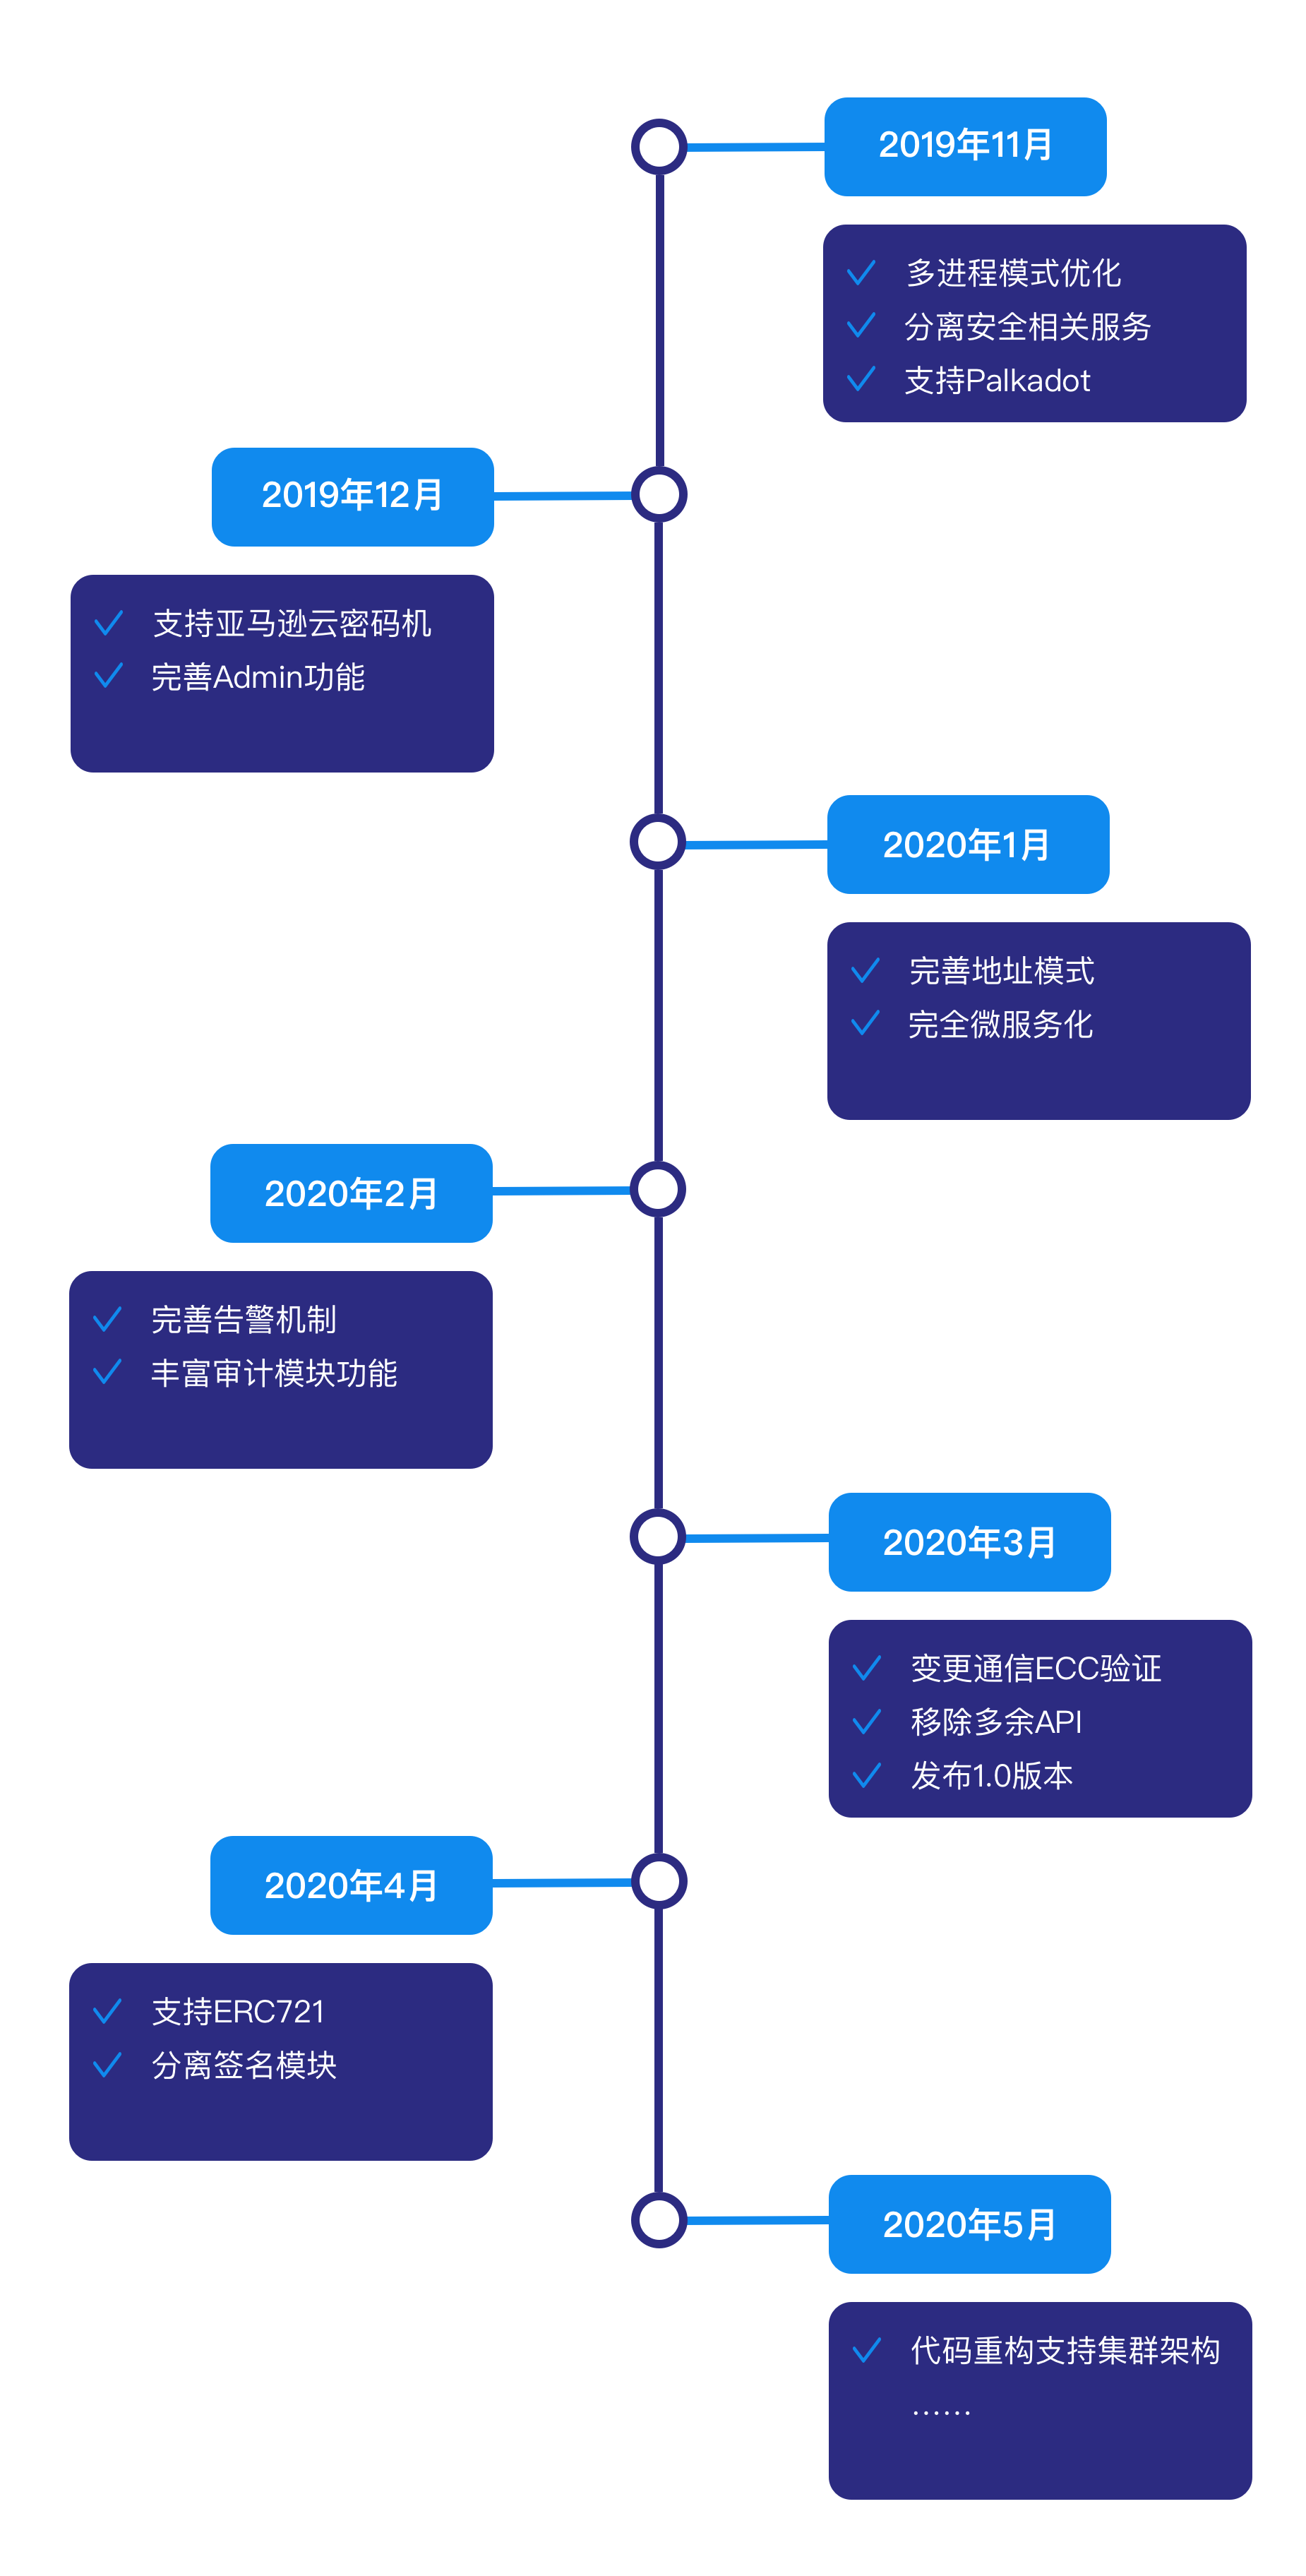 2019年11月
多进程模式优化
分离安全相关服务
支持Palkadot
2019年12月
支持亚马逊云密码机
完善Admin功能
2020年1月
完善地址模式
完全微服务化
2020年2月
完善告警机制
丰富审计模块功能
2020年3月
变更通信ECC验证
移除多余API
发布1.0版本
2020年4月
支持ERC721
分离签名模块
2020年5月
代码重构支持集群架构
……